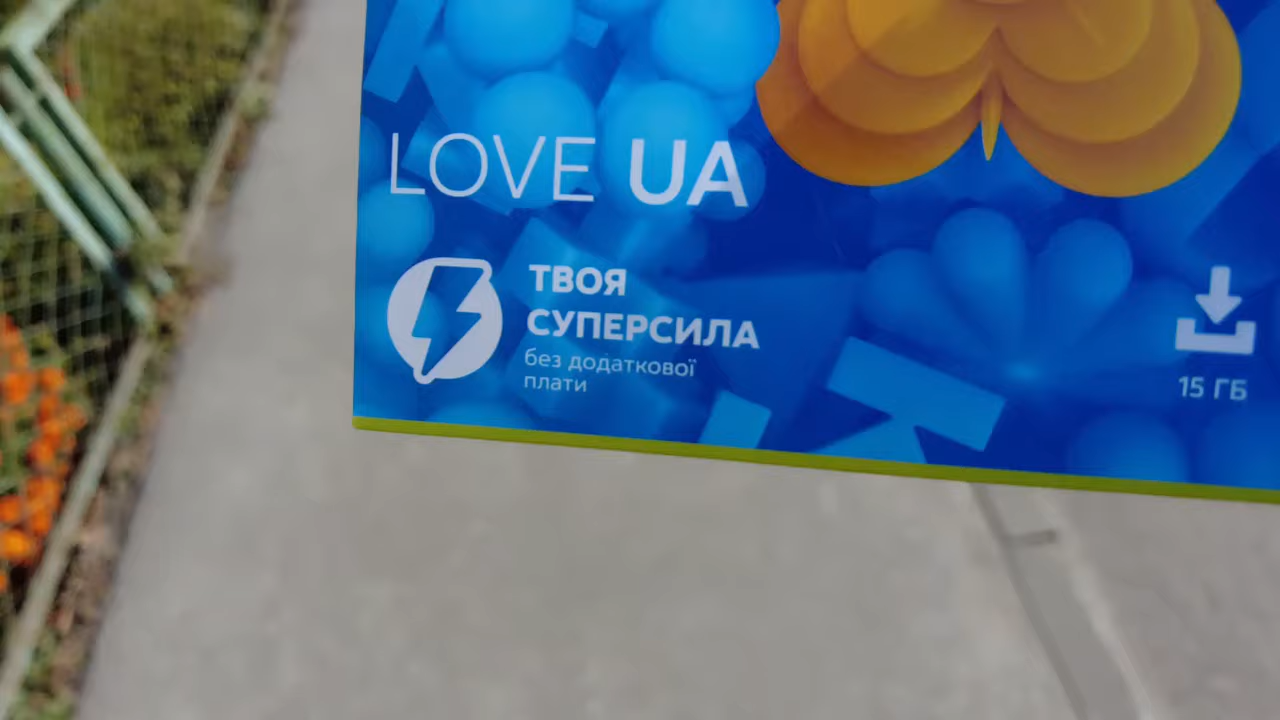 LOVE UA
ТВОЯ
СУПЕРСИЛА
без додаткової
плати
15 ГБ